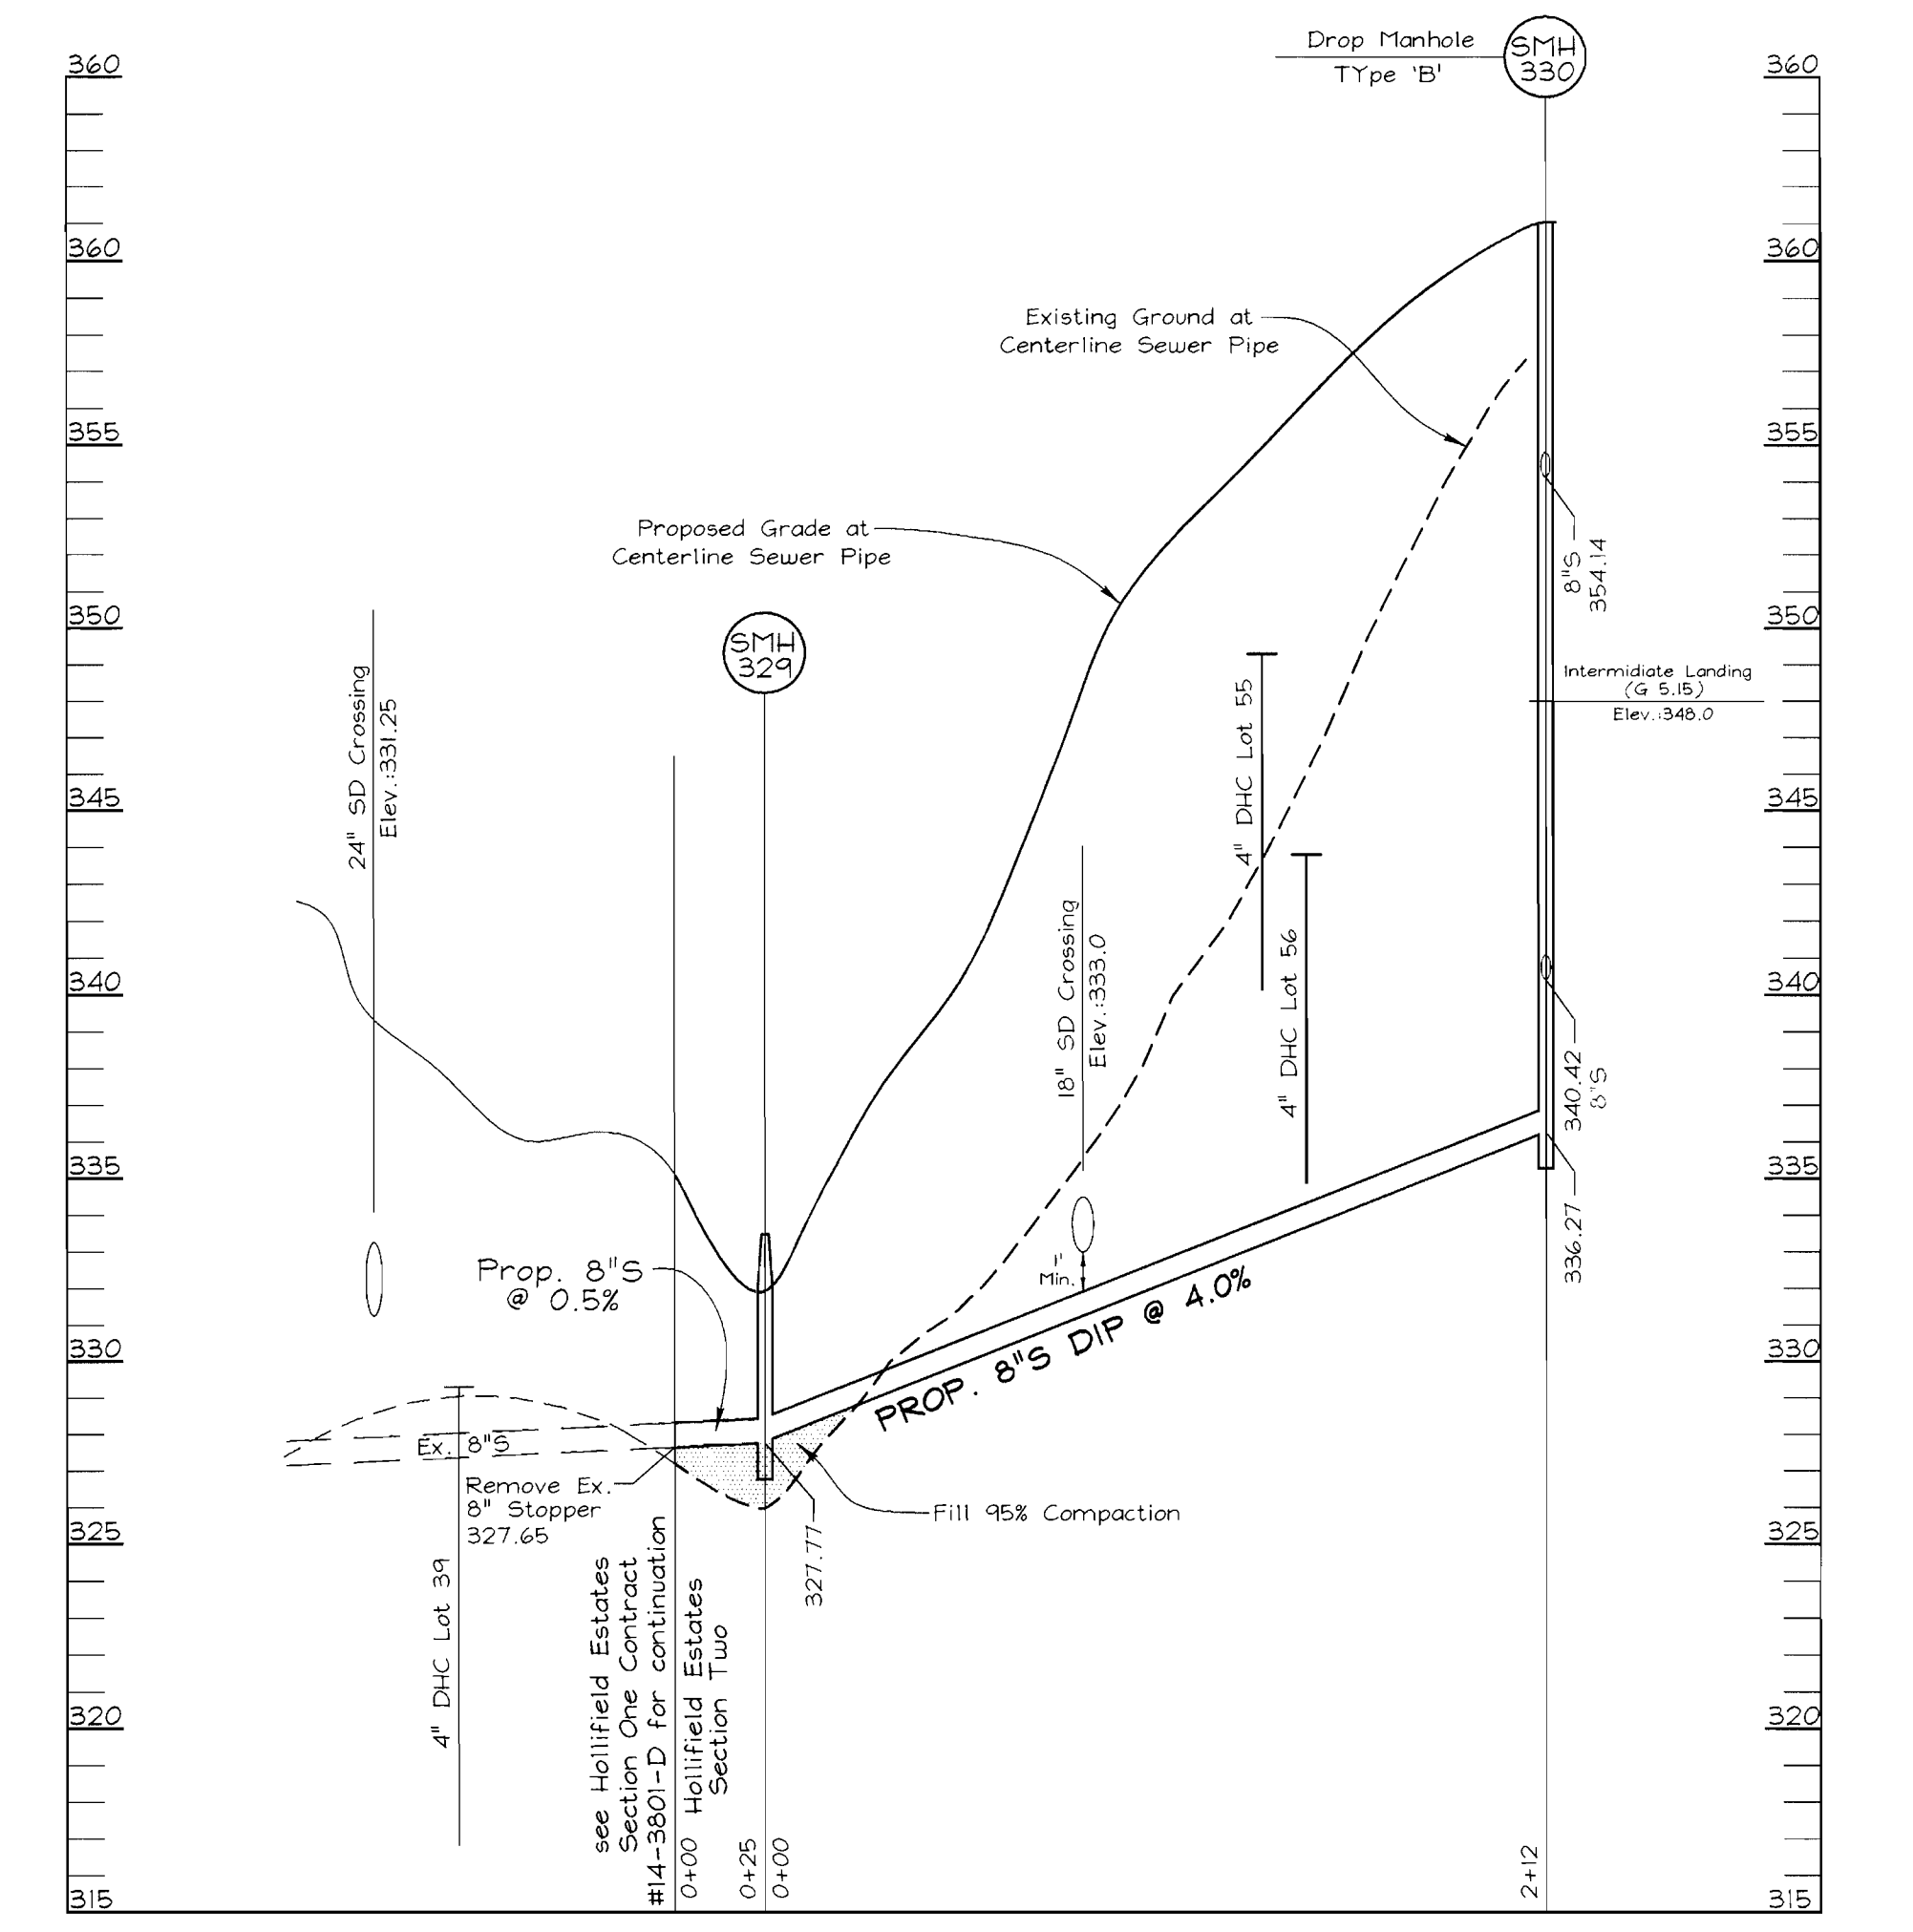 Drop Manhole
TYpe 'B'
SMH
330
360
360
360
360
Existing Ground at
Centerline Sewer Pipe
355
355
Proposed Grade at
Centerline Sewer Pipe
8"S
354.14
350
350
SMH
329
24" SD Crossing
Elev.:331.25
4" DHC Lot 55
Intermidiate Landing
(G 5.15)
Elev.:348.0
345
345
18" SD Crossing
Elev.:333.0
4" DHC Lot 56
340
340
340.42
8"S
335
335
336.27
Prop. 8"S
@ 0.5%
1'
Min.
PROP. 8"S DIP @ 4.0%
330
330
Ex. 8"S
Remove Ex.
8" Stopper
327.65
Fill 95% Compaction
327.77
325
325
4" DHC Lot 39
see Hollifield Estates
Section One Contract
#14-3801-D for continuation
Hollifield Estates
Section Two
320
320
0+00
0+25
0+00
2+12
315
315